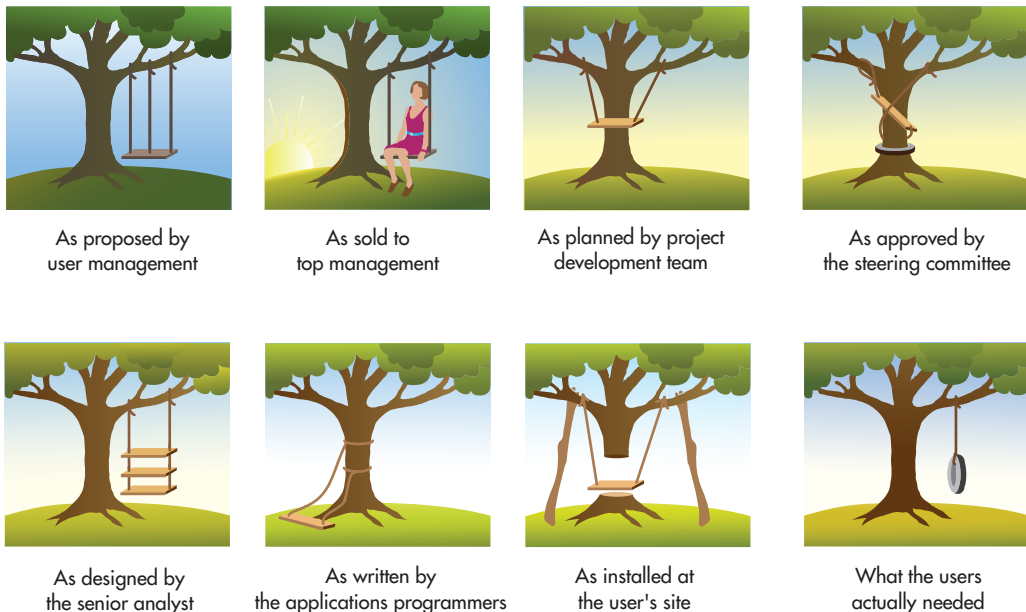 As proposed by
user management
As sold to
top management
As planned by project
development team
As approved by
the steering committee
As designed by
the senior analyst
As written by
the applications programmers
As installed at
the user's site
What the users
actually needed